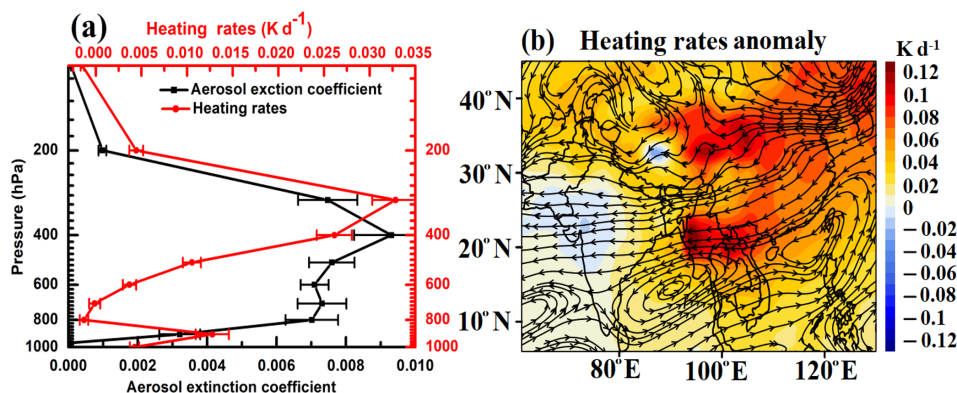 (a)
Heating rates (K d-1)
0.000 0.005 0.010 0.015 0.020 0.025 0.030 0.035
Aerosol exction coefficient
Heating rates
Pressure (hPa)
200 200
400 400
600 600
800 800
1000 1000
0.000 0.002 0.004 0.006 0.008 0.010
Aerosol extinction coefficient
(b) Heating rates anomaly
K d-1
40°N
30°N
20°N
10°N
80°E 100°E 120°E
0.12
0.1
0.08
0.06
0.04
0.02
0
−0.02
−0.04
−0.06
−0.08
−0.1
−0.12